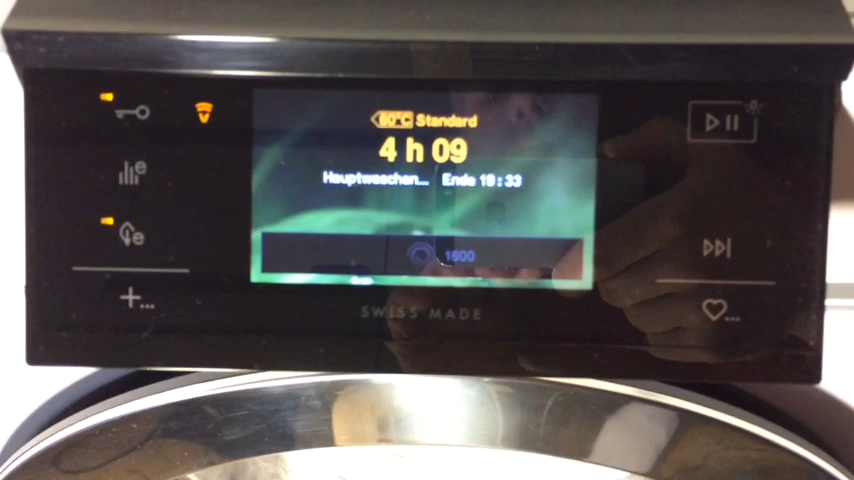 60°C Standard
4 h 09
Hauptwaschen... Ende 19:33
1600
e
e
+...
...
SWISS MADE